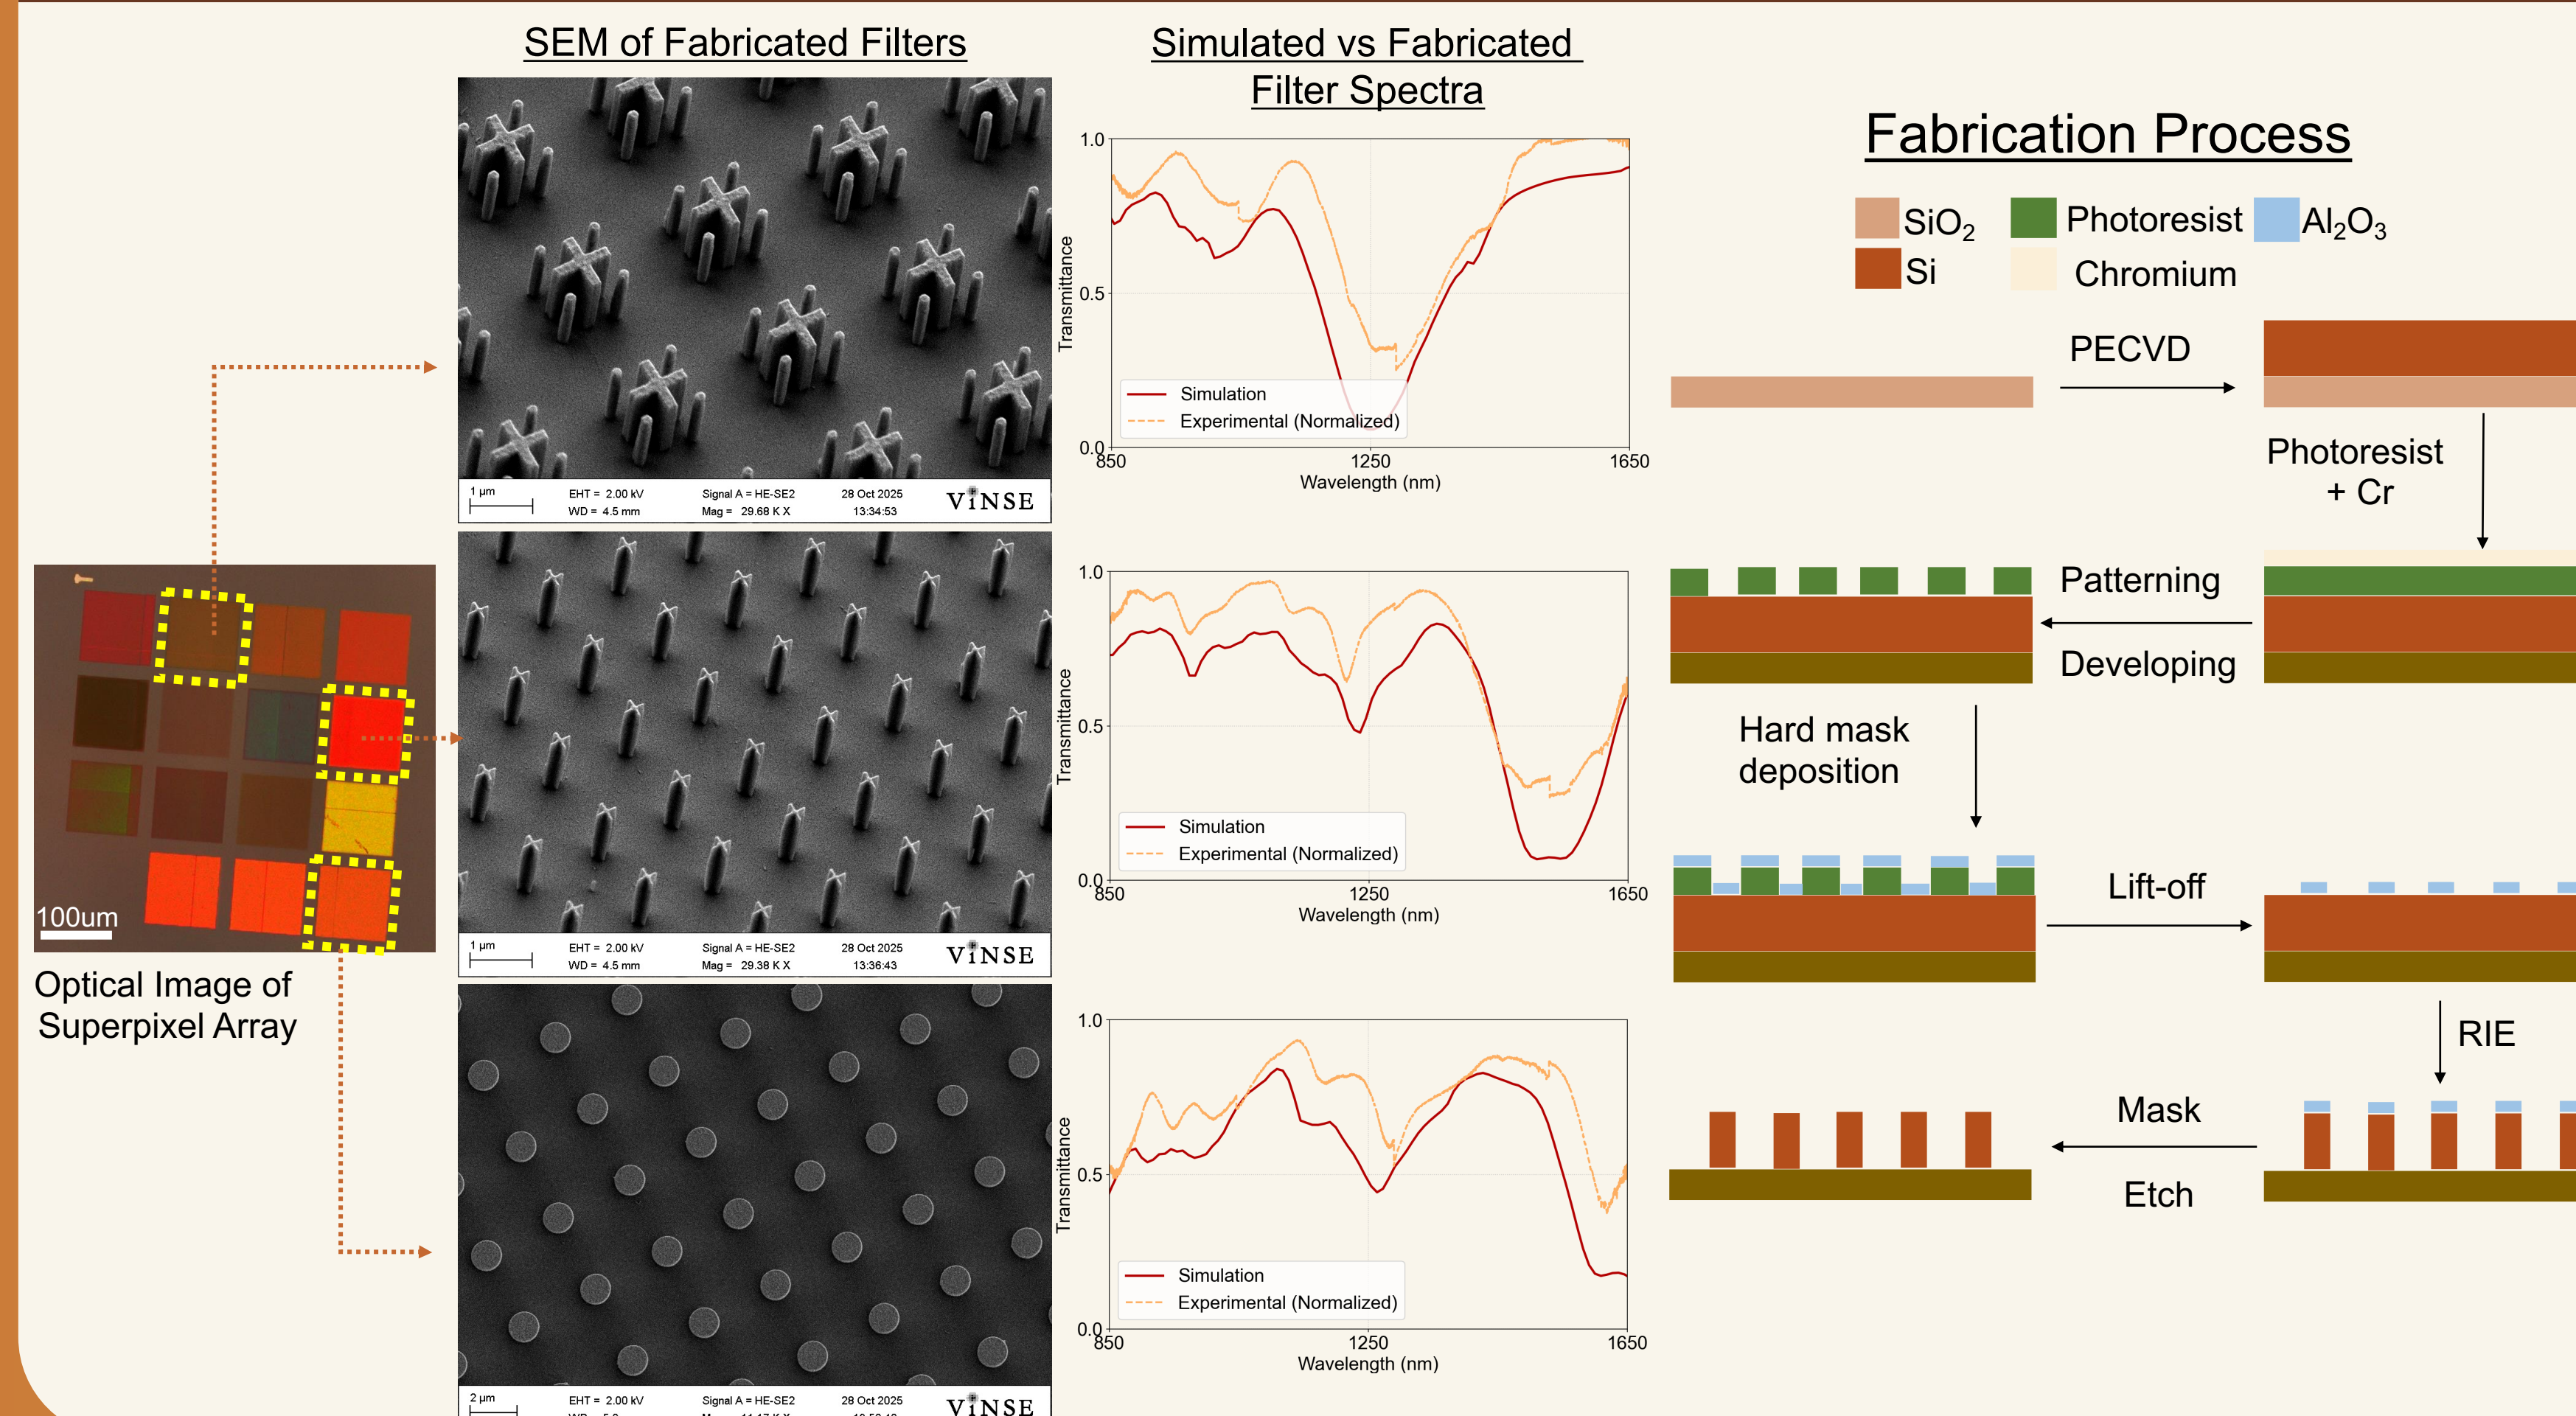 SEM of Fabricated Filters
1 µm
EHT = 2.00 kV
Signal A = HE-SE2
28 Oct 2025
WD = 4.5 mm
Mag = 29.68 K X
13:34:53
ViNSE
1 µm
EHT = 2.00 kV
Signal A = HE-SE2
28 Oct 2025
WD = 4.5 mm
Mag = 29.38 K X
13:36:43
ViNSE
2 µm
EHT = 2.00 kV
Signal A = HE-SE2
28 Oct 2025
ViNSE
100um
Optical Image of
Superpixel Array
Simulated vs Fabricated
Filter Spectra
1.0
0.5
0.0
Transmittance
Simulation
Experimental (Normalized)
850
1250
1650
Wavelength (nm)
1.0
0.5
0.0
Transmittance
Simulation
Experimental (Normalized)
850
1250
1650
Wavelength (nm)
1.0
0.5
0.0
Transmittance
Simulation
Experimental (Normalized)
850
1250
1650
Wavelength (nm)
Fabrication Process
SiO₂
Photoresist
Al₂O₃
Si
Chromium
PECVD
Photoresist
+ Cr
Patterning
Developing
Hard mask
deposition
Lift-off
RIE
Mask
Etch